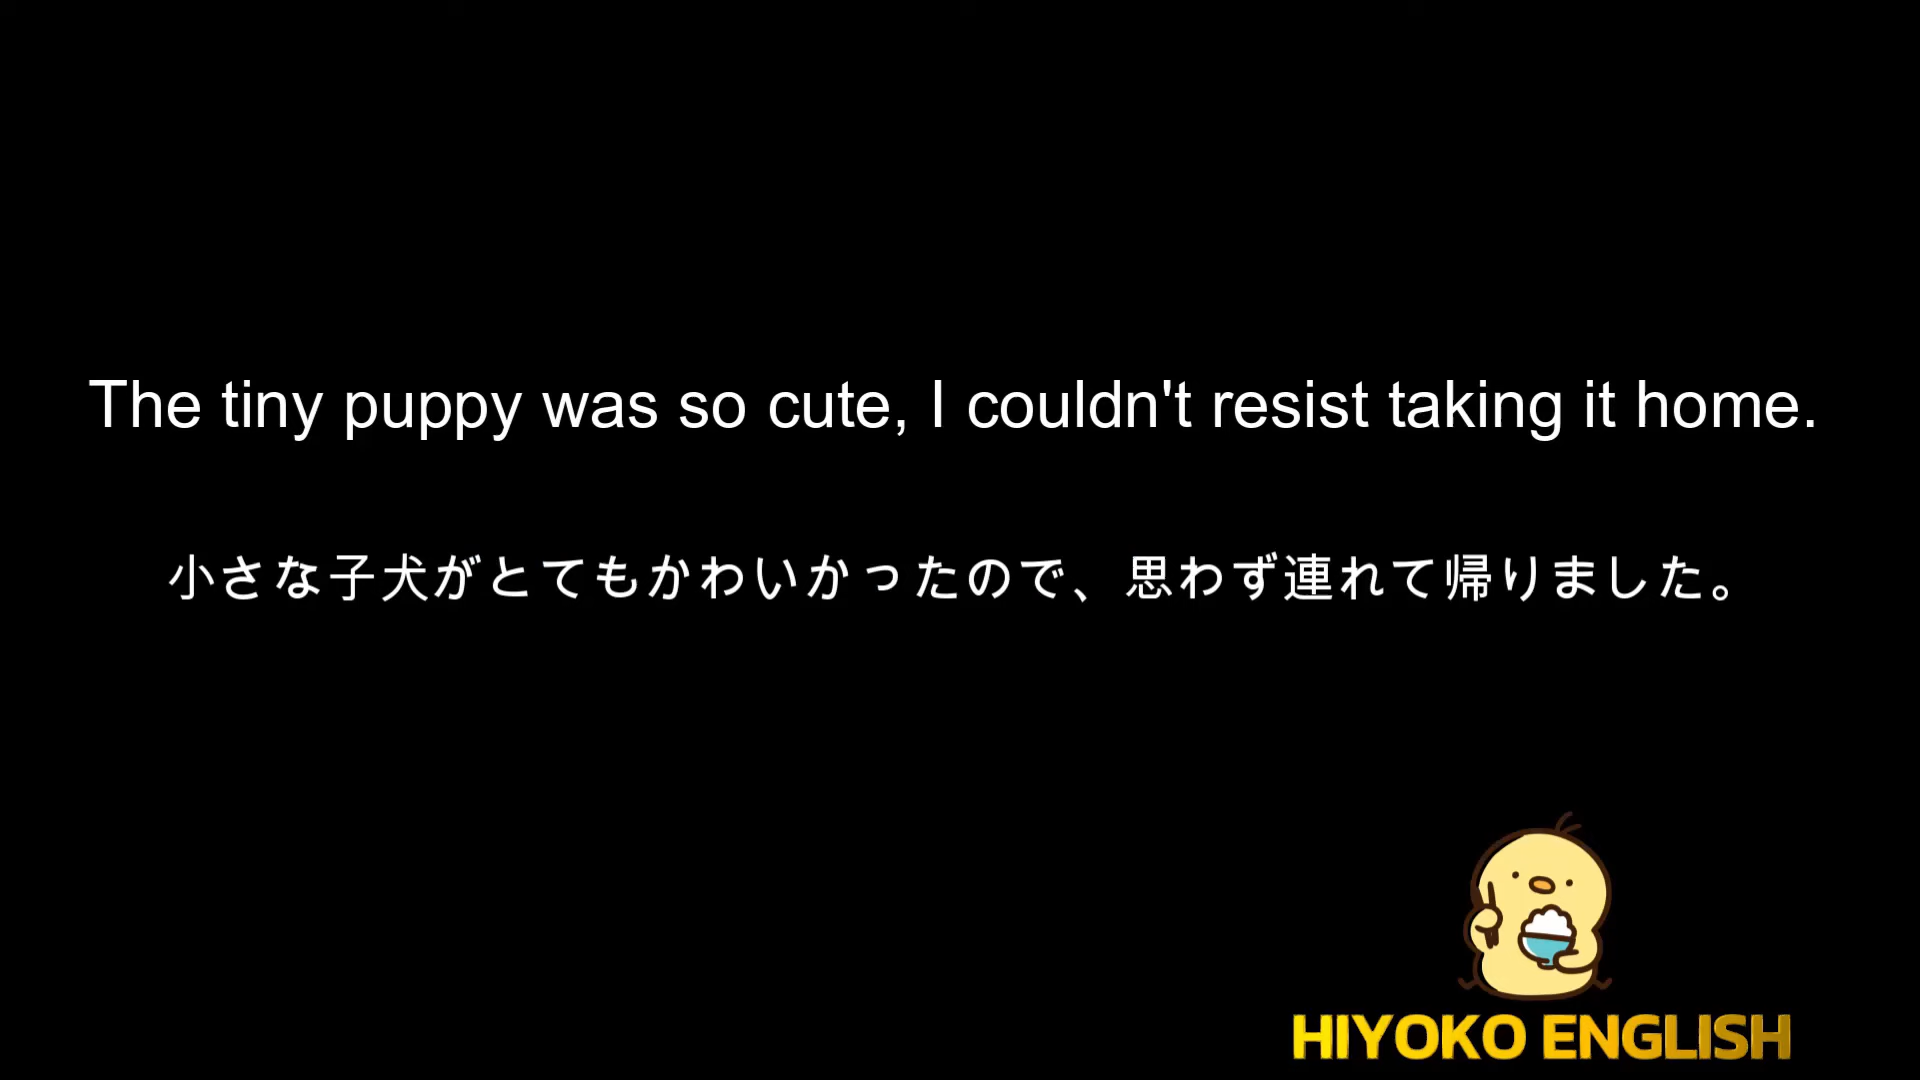 The tiny puppy was so cute, I couldn't resist taking it home.
小さな子犬がとてもかわいかったので、思わず連れて帰りました。
HIYOKO ENGLISH